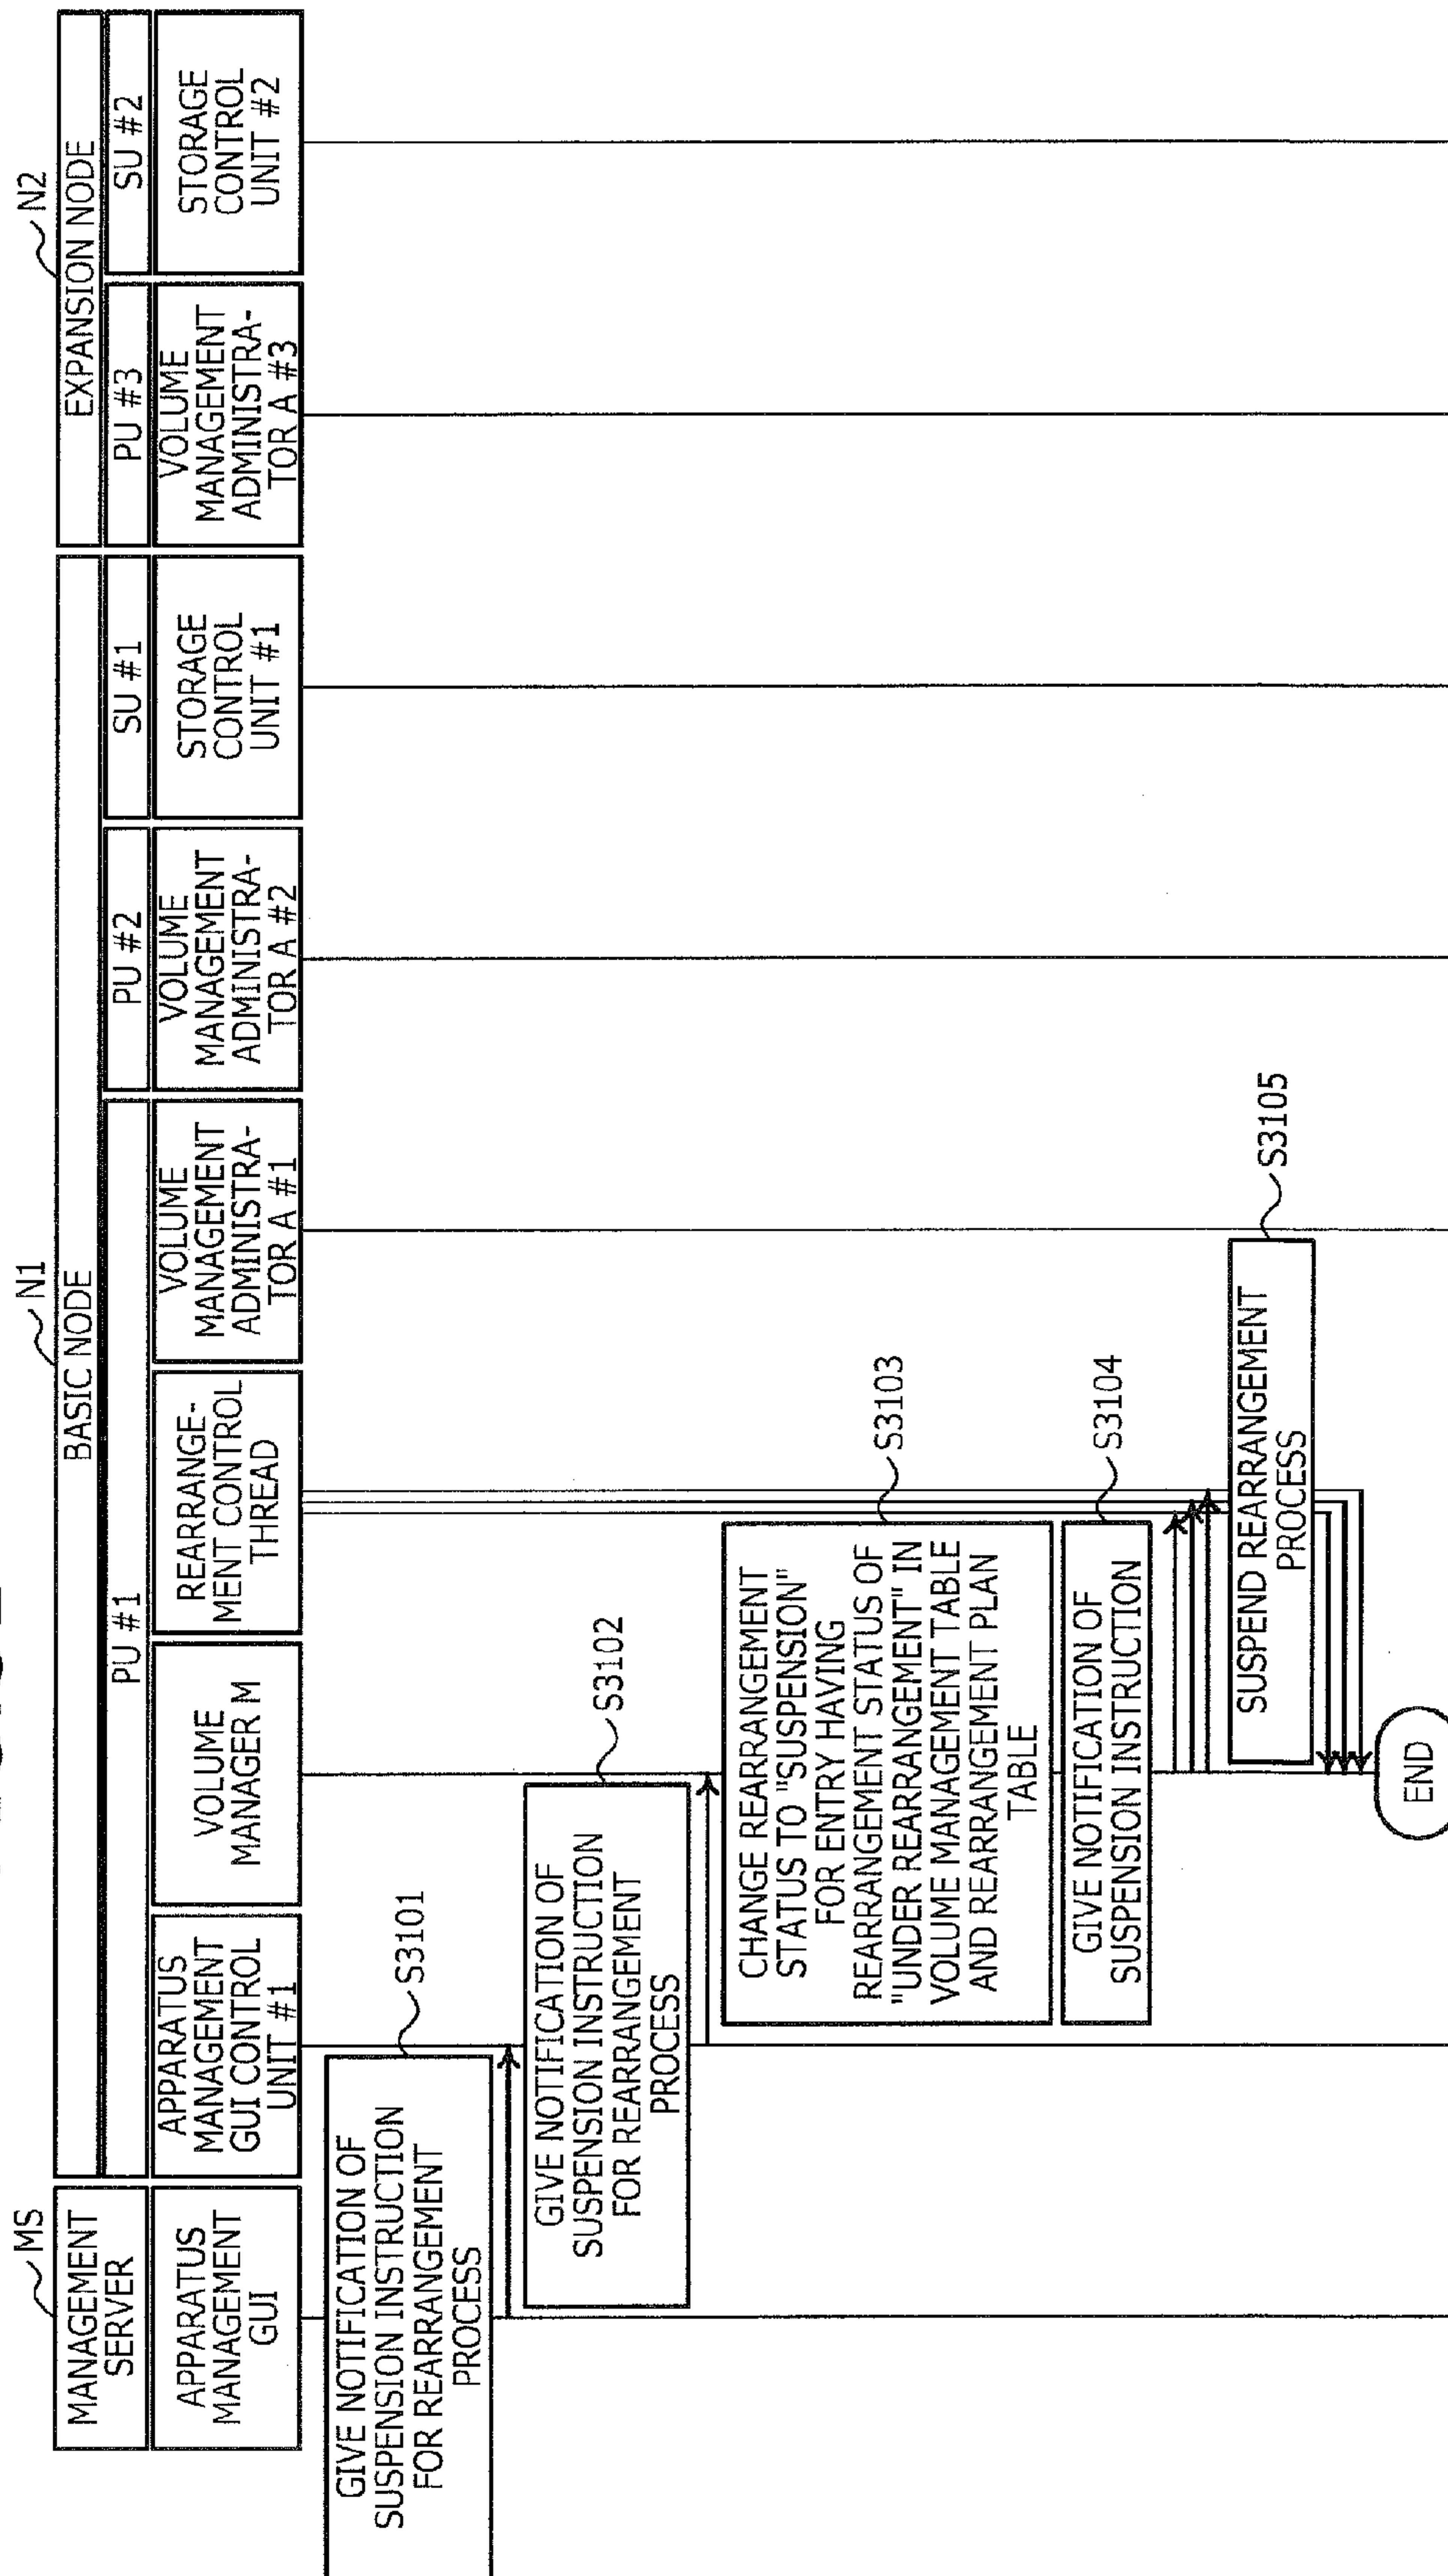 MS
N1
N2
MANAGEMENT
SERVER
BASIC NODE
EXPANSION NODE
PU #1
PU #2
SU #1
PU #3
SU #2
APPARATUS
MANAGEMENT
GUI
APPARATUS
MANAGEMENT
GUI CONTROL
UNIT #1
VOLUME
MANAGER M
REARRANGE-
MENT CONTROL
THREAD
VOLUME
MANAGEMENT
ADMINISTRA-
TOR A #1
VOLUME
MANAGEMENT
ADMINISTRA-
TOR A #2
STORAGE
CONTROL
UNIT #1
VOLUME
MANAGEMENT
ADMINISTRA-
TOR A #3
STORAGE
CONTROL
UNIT #2
S3101
GIVE NOTIFICATION OF
SUSPENSION INSTRUCTION
FOR REARRANGEMENT
PROCESS
S3102
GIVE NOTIFICATION OF
SUSPENSION INSTRUCTION
FOR REARRANGEMENT
PROCESS
S3103
CHANGE REARRANGEMENT
STATUS TO "SUSPENSION"
FOR ENTRY HAVING
REARRANGEMENT STATUS OF
"UNDER REARRANGEMENT" IN
VOLUME MANAGEMENT TABLE
AND REARRANGEMENT PLAN
TABLE
S3104
GIVE NOTIFICATION OF
SUSPENSION INSTRUCTION
S3105
SUSPEND REARRANGEMENT
PROCESS
END